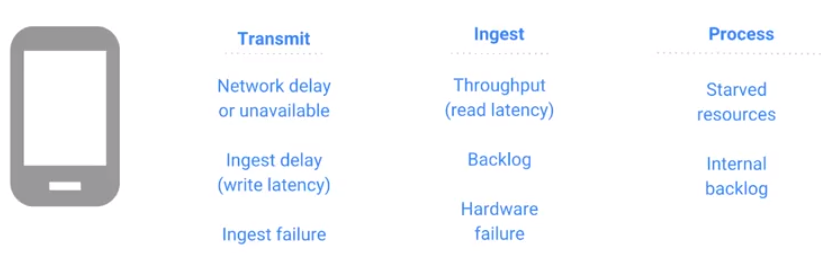 Transmit
Network delay
or unavailable
Ingest delay
(write latency)
Ingest failure
Ingest
Throughput
(read latency)
Backlog
Hardware
failure
Process
Starved
resources
Internal
backlog